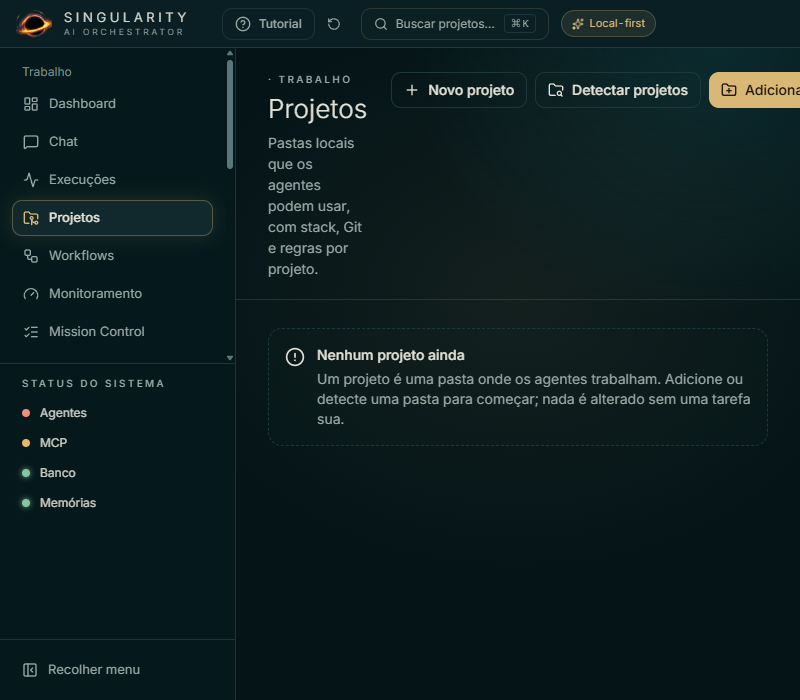 SINGULARITY
AI ORCHESTRATOR
Tutorial
Buscar projetos...
⌘K
Local-first
Trabalho
Dashboard
Chat
Execuções
Projetos
Workflows
Monitoramento
Mission Control
STATUS DO SISTEMA
Agentes
MCP
Banco
Memórias
Recolher menu
· TRABALHO
Projetos
Pastas locais
que os
agentes
podem usar,
com stack, Git
e regras por
projeto.
Novo projeto
Detectar projetos
Adiciona
Nenhum projeto ainda
Um projeto é uma pasta onde os agentes trabalham. Adicione ou
detecte uma pasta para começar; nada é alterado sem uma tarefa
sua.